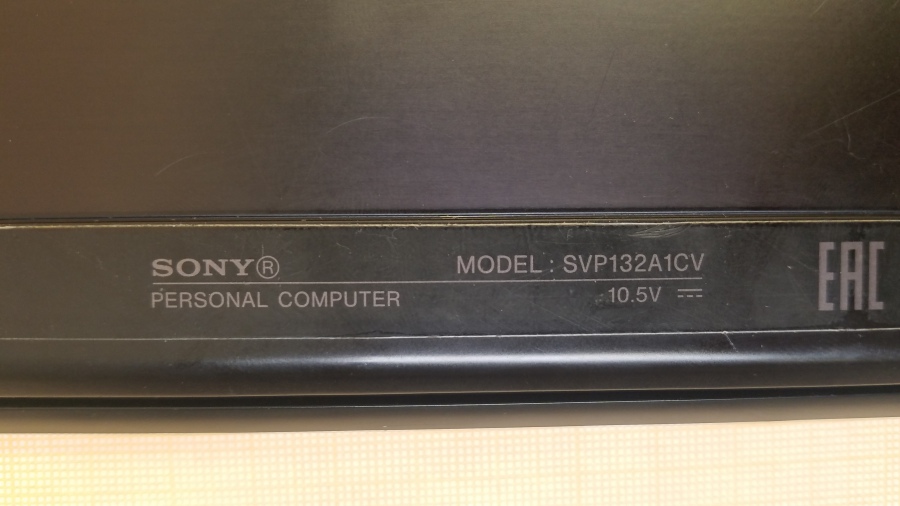 SONY®
MODEL : SVP132A1CV
PERSONAL COMPUTER
10.5V ⎓
EAC